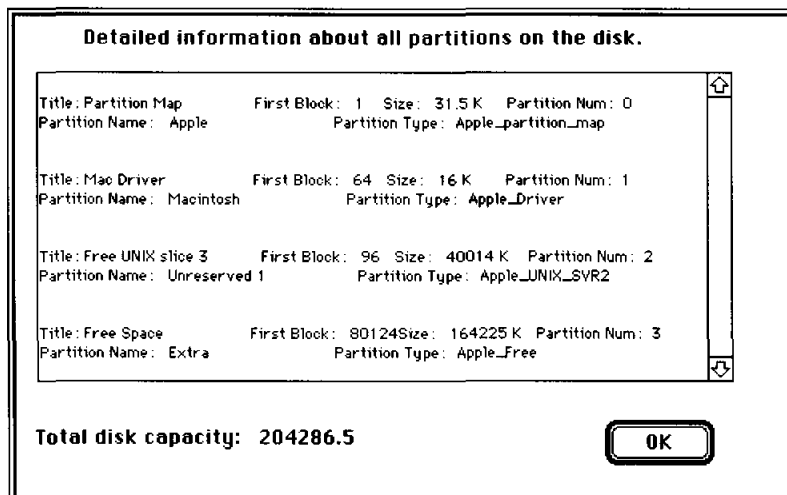 Detailed information about all partitions on the disk.
Title: Partition Map First Block: 1 Size: 31.5 K Partition Num: 0
Partition Name: Apple Partition Type: Apple_partition_map
Title: Mac Driver First Block: 64 Size: 16 K Partition Num: 1
Partition Name: Macintosh Partition Type: Apple_Driver
Title: Free UNIX slice 3 First Block: 96 Size: 40014 K Partition Num: 2
Partition Name: Unreserved 1 Partition Type: Apple_UNIX_SVR2
Title: Free Space First Block: 80124Size: 164225 K Partition Num: 3
Partition Name: Extra Partition Type: Apple_Free
Total disk capacity: 204286.5
OK